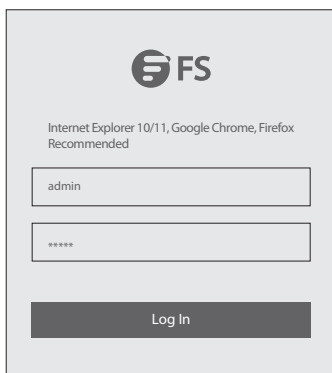 FS
Internet Explorer 10/11, Google Chrome, Firefox
Recommended
admin
*****
Log In